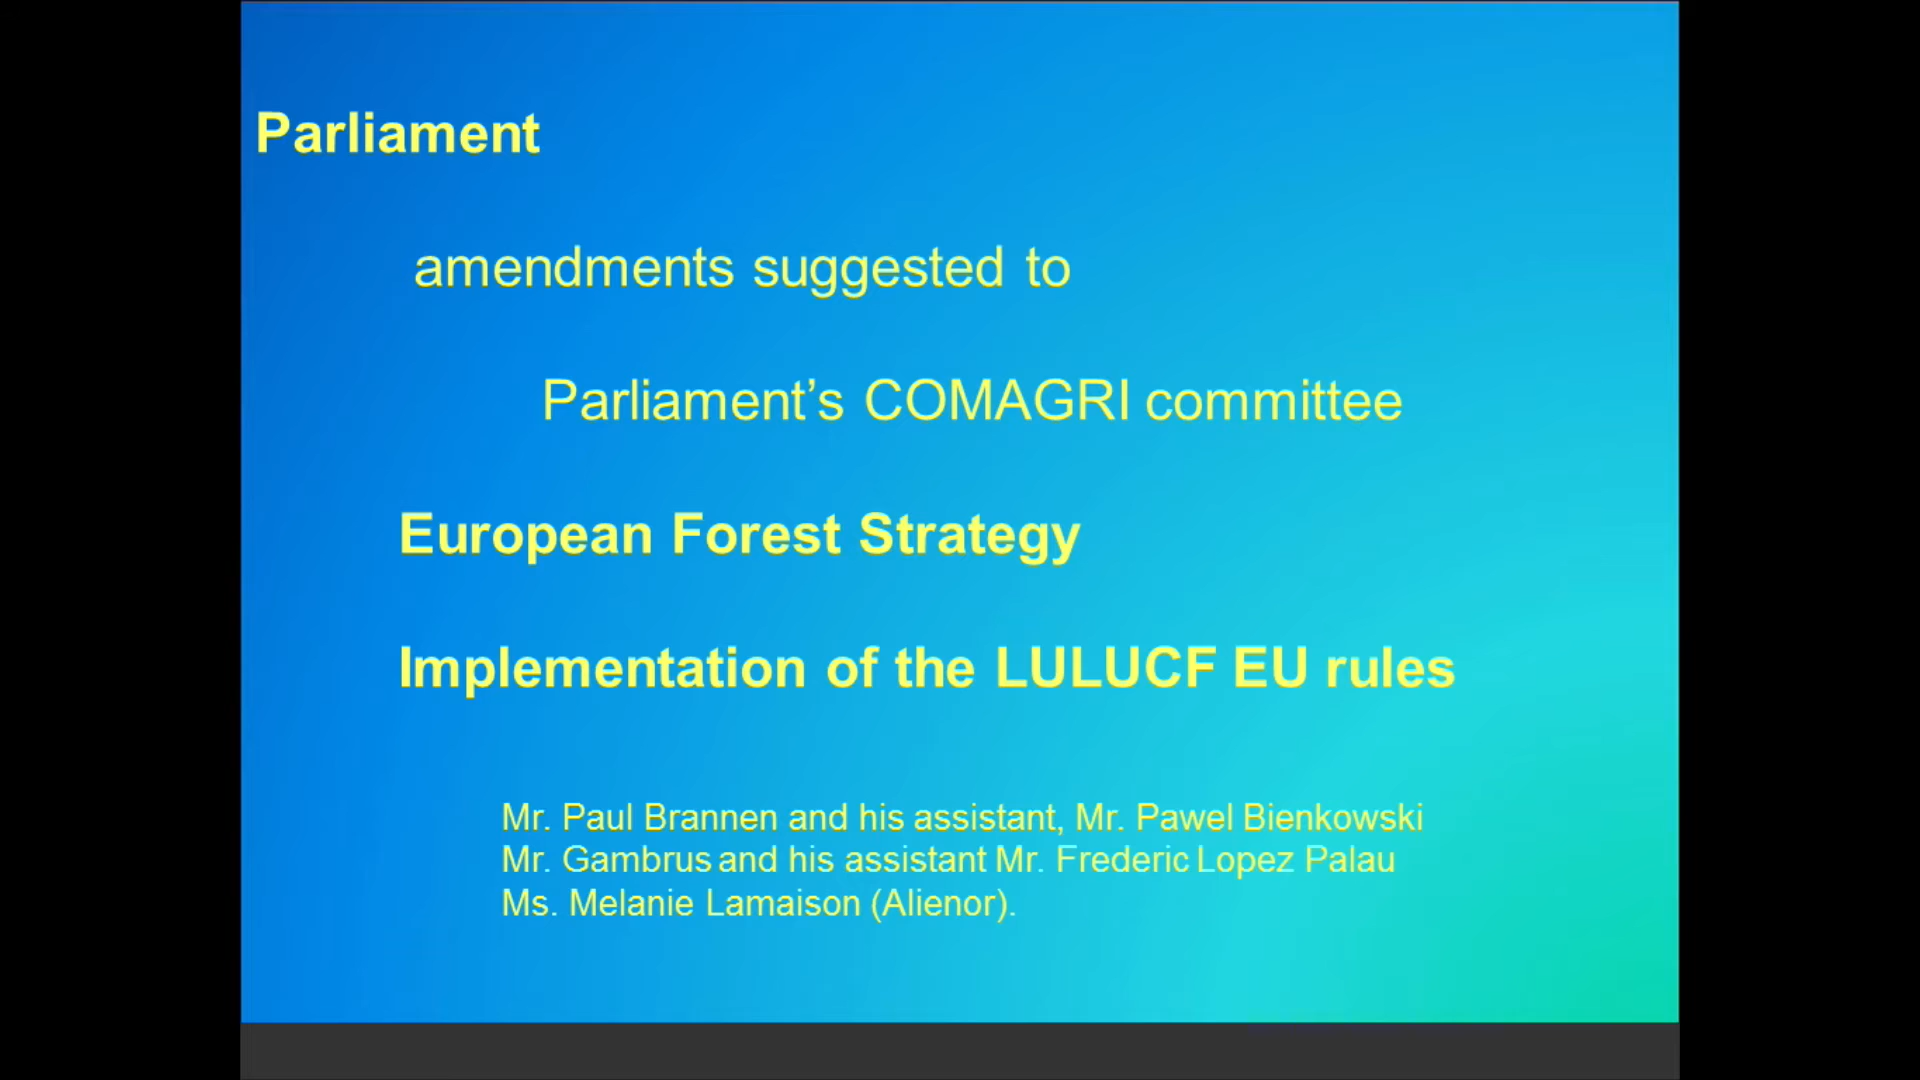 Parliament
amendments suggested to
Parliament’s COMAGRI committee
European Forest Strategy
Implementation of the LULUCF EU rules
Mr. Paul Brannen and his assistant, Mr. Pawel Bienkowski
Mr. Gambrus and his assistant Mr. Frederic Lopez Palau
Ms. Melanie Lamaison (Alienor).